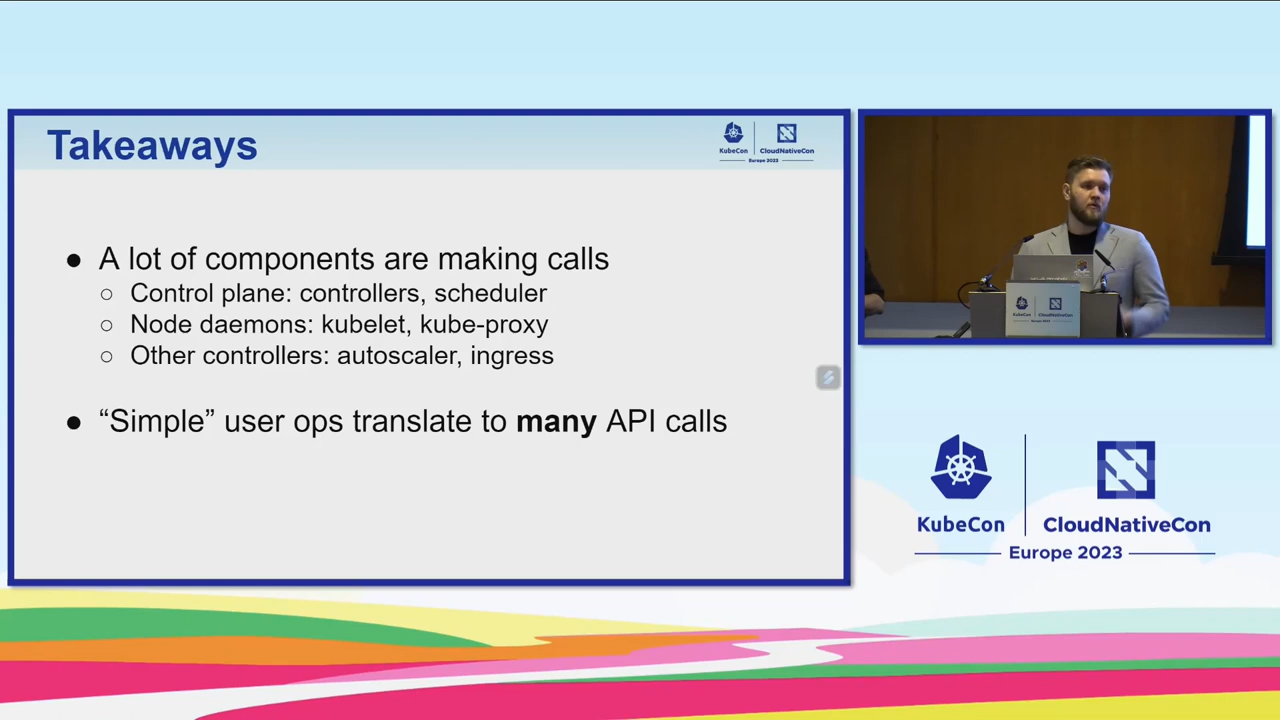 Takeaways
KubeCon
CloudNativeCon
Europe 2023
● A lot of components are making calls
○ Control plane: controllers, scheduler
○ Node daemons: kubelet, kube-proxy
○ Other controllers: autoscaler, ingress
● “Simple” user ops translate to many API calls
KubeCon
CloudNativeCon
Europe 2023